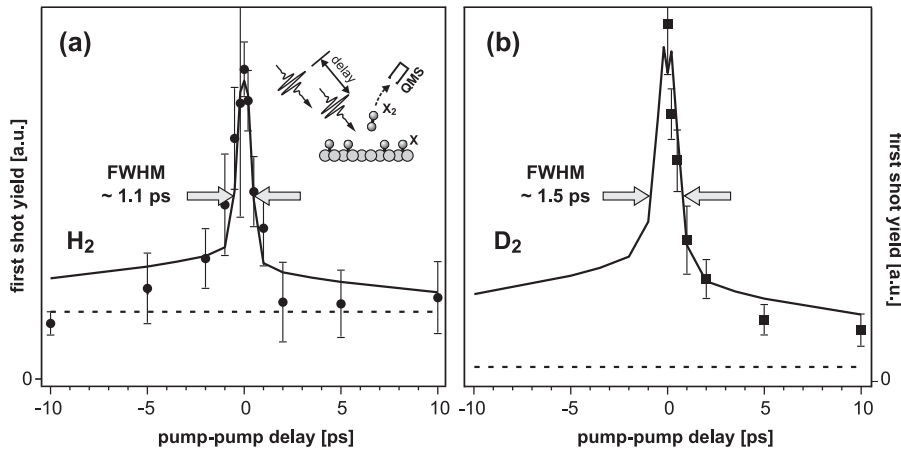 (a)
delay
QMS
X₂
X
FWHM
~ 1.1 ps
H₂
first shot yield [a.u.]
0
-10
-5
0
5
10
pump-pump delay [ps]
(b)
FWHM
~ 1.5 ps
D₂
first shot yield [a.u.]
0
-10
-5
0
5
10
pump-pump delay [ps]